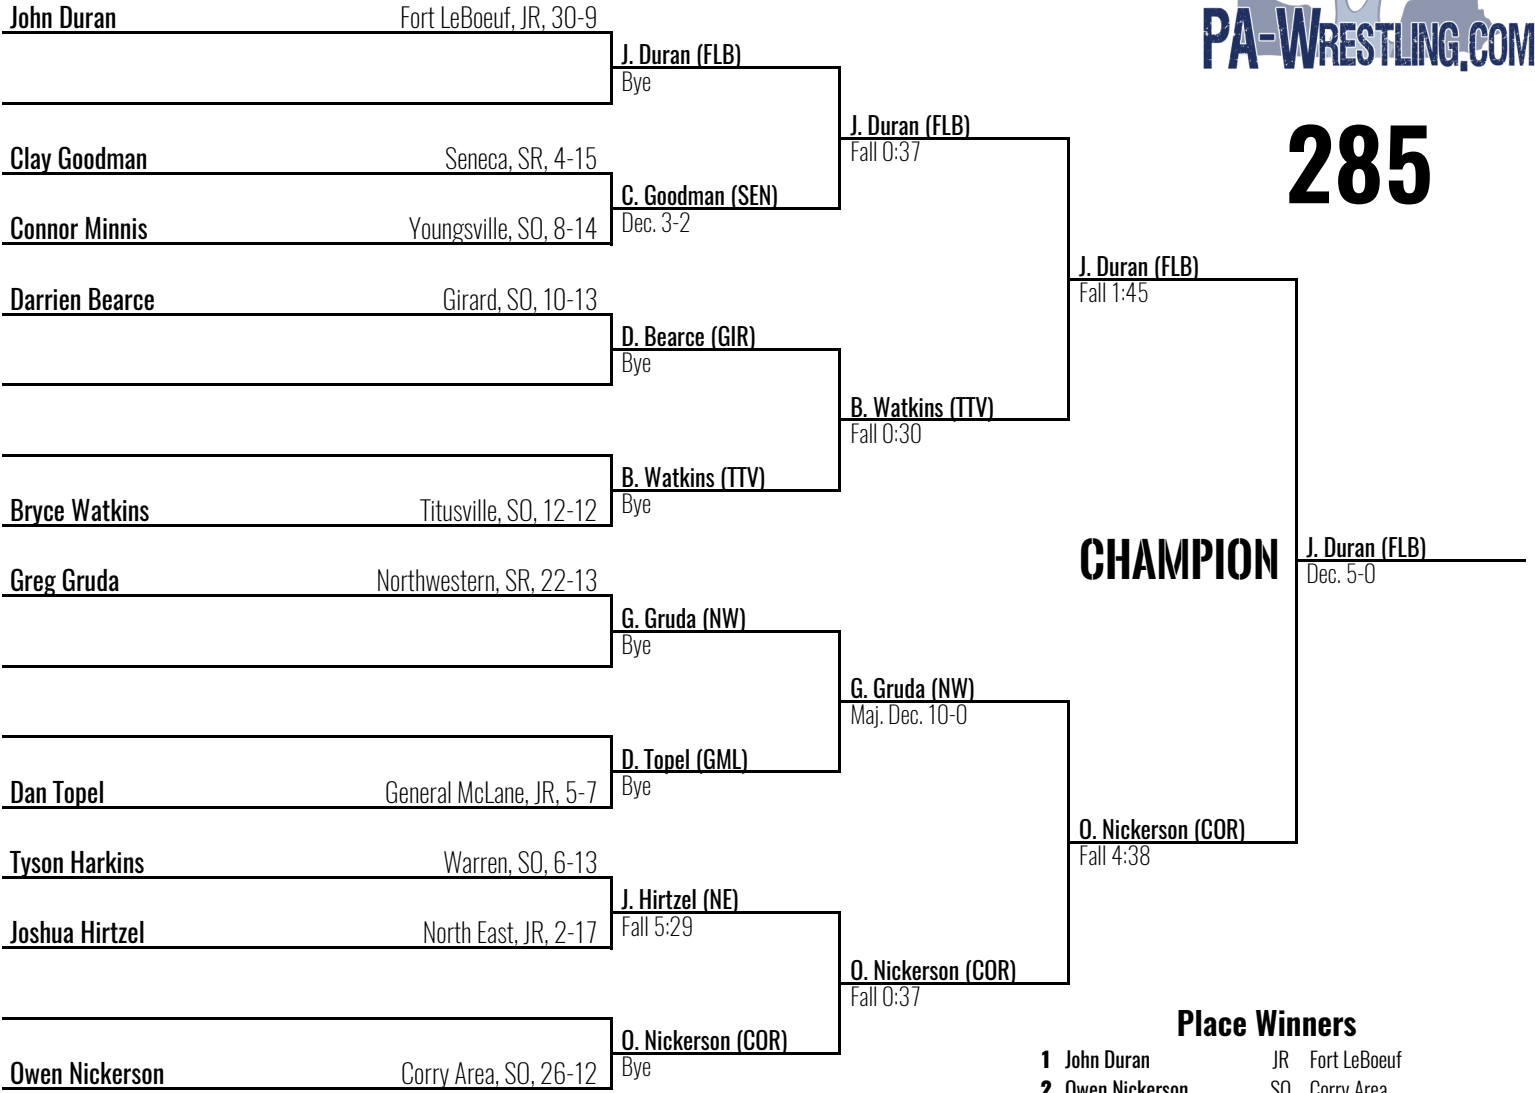 John Duran Fort LeBoeuf, JR, 30-9
J. Duran (FLB)
Bye
J. Duran (FLB)
Fall 0:37
Clay Goodman Seneca, SR, 4-15
C. Goodman (SEN)
Dec. 3-2
Connor Minnis Youngsville, SO, 8-14
J. Duran (FLB)
Fall 1:45
Darrien Bearce Girard, SO, 10-13
D. Bearce (GIR)
Bye
B. Watkins (TTV)
Fall 0:30
B. Watkins (TTV)
Bye
Bryce Watkins Titusville, SO, 12-12
CHAMPION
J. Duran (FLB)
Dec. 5-0
Greg Gruda Northwestern, SR, 22-13
G. Gruda (NW)
Bye
G. Gruda (NW)
Maj. Dec. 10-0
D. Topel (GML)
Bye
Dan Topel General McLane, JR, 5-7
O. Nickerson (COR)
Fall 4:38
Tyson Harkins Warren, SO, 6-13
J. Hirtzel (NE)
Fall 5:29
Joshua Hirtzel North East, JR, 2-17
O. Nickerson (COR)
Fall 0:37
O. Nickerson (COR)
Bye
Owen Nickerson Corry Area, SO, 26-12
PA-WRESTLING.COM
285
Place Winners
1 John Duran JR Fort LeBoeuf
2 Owen Nickerson SO Corry Area